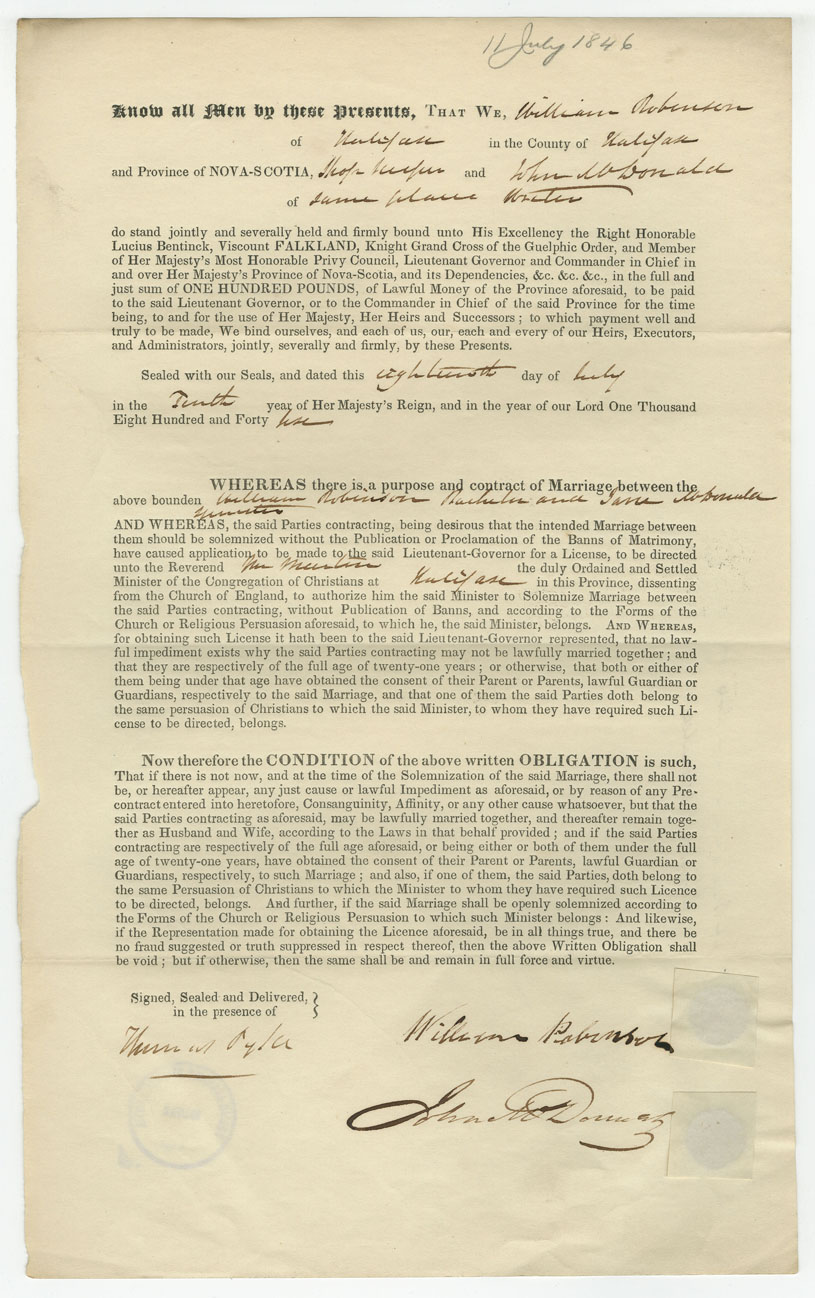 11 July 1846
Know all Men by these Presents, THAT WE, William Robinson
of Halifax in the County of Halifax
and Province of NOVA-SCOTIA, Shop keeper and John McDonald
of same place
do stand jointly and severally held and firmly bound unto His Excellency the Right Honorable
Lucius Bentinck, Viscount FALKLAND, Knight Grand Cross of the Guelphic Order, and Member
of Her Majesty's Most Honorable Privy Council, Lieutenant Governor and Commander in Chief in
and over Her Majesty's Province of Nova-Scotia, and its Dependencies, &c. &c. &c., in the full and
just sum of ONE HUNDRED POUNDS, of Lawful Money of the Province aforesaid, to be paid
to the said Lieutenant Governor, or to the Commander in Chief of the said Province for the time
being, to and for the use of Her Majesty, Her Heirs and Successors ; to which payment well and
truly to be made, We bind ourselves, and each of us, our, each and every of our Heirs, Executors,
and Administrators, jointly, severally and firmly, by these Presents.
Sealed with our Seals, and dated this day of July
in the Tenth year of Her Majesty's Reign, and in the year of our Lord One Thousand
Eight Hundred and Forty
WHEREAS there is a purpose and contract of Marriage between the
above bounden William Robinson Bachelor and Jane McDonald
Spinster
AND WHEREAS, the said Parties contracting, being desirous that the intended Marriage between
them should be solemnized without the Publication or Proclamation of the Banns of Matrimony,
have caused application to be made to the said Lieutenant-Governor for a License, to be directed
unto the Reverend the duly Ordained and Settled
Minister of the Congregation of Christians at Halifax in this Province, dissenting
from the Church of England, to authorize him the said Minister to Solemnize Marriage between
the said Parties contracting, without Publication of Banns, and according to the Forms of the
Church or Religious Persuasion aforesaid, to which he, the said Minister, belongs. AND WHEREAS,
for obtaining such License it hath been to the said Lieutenant-Governor represented, that no law-
ful impediment exists why the said Parties contracting may not be lawfully married together ; and
that they are respectively of the full age of twenty-one years ; or otherwise, that both or either of
them being under that age have obtained the consent of their Parent or Parents, lawful Guardian or
Guardians, respectively to the said Marriage, and that one of them the said Parties doth belong to
the same persuasion of Christians to which the said Minister, to whom they have required such Li-
cense to be directed, belongs.
Now therefore the CONDITION of the above written OBLIGATION is such,
That if there is not now, and at the time of the Solemnization of the said Marriage, there shall not
be, or hereafter appear, any just cause or lawful Impediment as aforesaid, or by reason of any Pre-
contract entered into heretofore, Consanguinity, Affinity, or any other cause whatsoever, but that the
said Parties contracting as aforesaid, may be lawfully married together, and thereafter remain toge-
ther as Husband and Wife, according to the Laws in that behalf provided ; and if the said Parties
contracting are respectively of the full age aforesaid, or being either or both of them under the full
age of twenty-one years, have obtained the consent of their Parent or Parents, lawful Guardian or
Guardians, respectively, to such Marriage ; and also, if one of them, the said Parties, doth belong to
the same Persuasion of Christians to which the Minister to whom they have required such Licence
to be directed, belongs. And further, if the said Marriage shall be openly solemnized according to
the Forms of the Church or Religious Persuasion to which such Minister belongs : And likewise,
if the Representation made for obtaining the Licence aforesaid, be in all things true, and there be
no fraud suggested or truth suppressed in respect thereof, then the above Written Obligation shall
be void ; but if otherwise, then the same shall be and remain in full force and virtue.
Signed, Sealed and Delivered,
in the presence of
Thomas Pyke
William Robinson
John McDonald